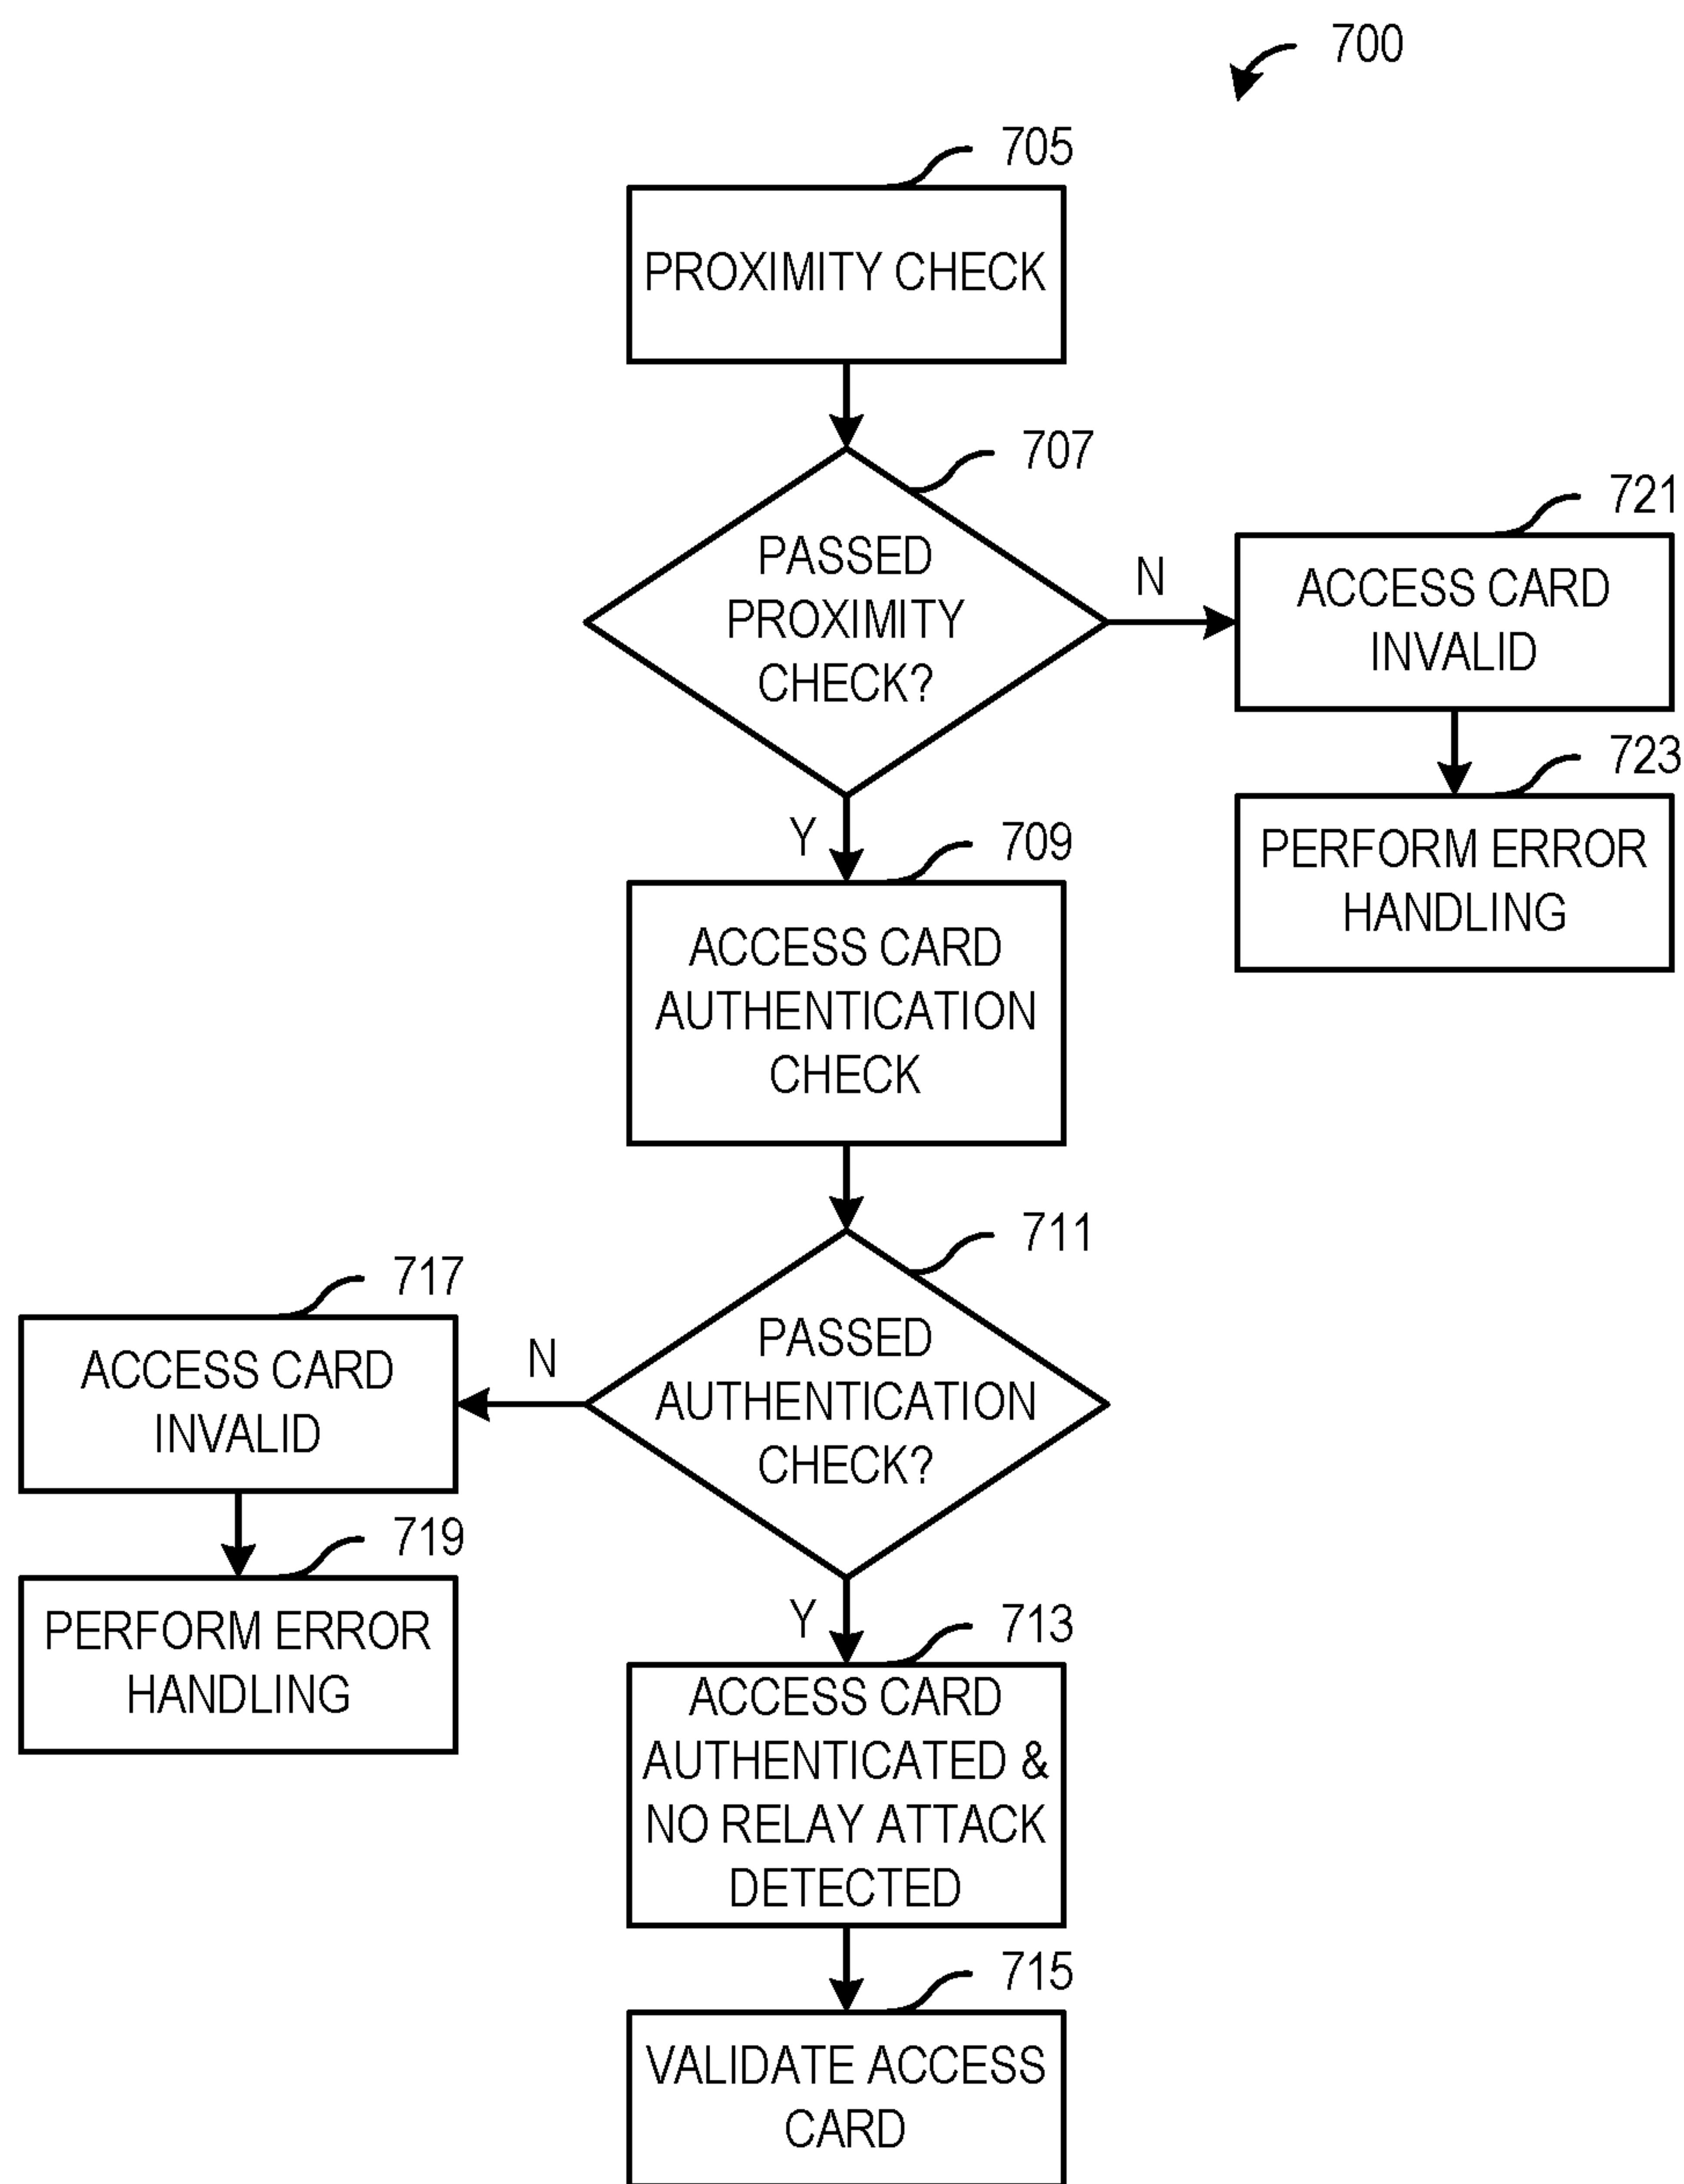 700
705
PROXIMITY CHECK
707
PASSED
PROXIMITY
CHECK?
N
721
ACCESS CARD
INVALID
723
PERFORM ERROR
HANDLING
Y
709
ACCESS CARD
AUTHENTICATION
CHECK
711
PASSED
AUTHENTICATION
CHECK?
N
717
ACCESS CARD
INVALID
719
PERFORM ERROR
HANDLING
Y
713
ACCESS CARD
AUTHENTICATED &
NO RELAY ATTACK
DETECTED
715
VALIDATE ACCESS
CARD